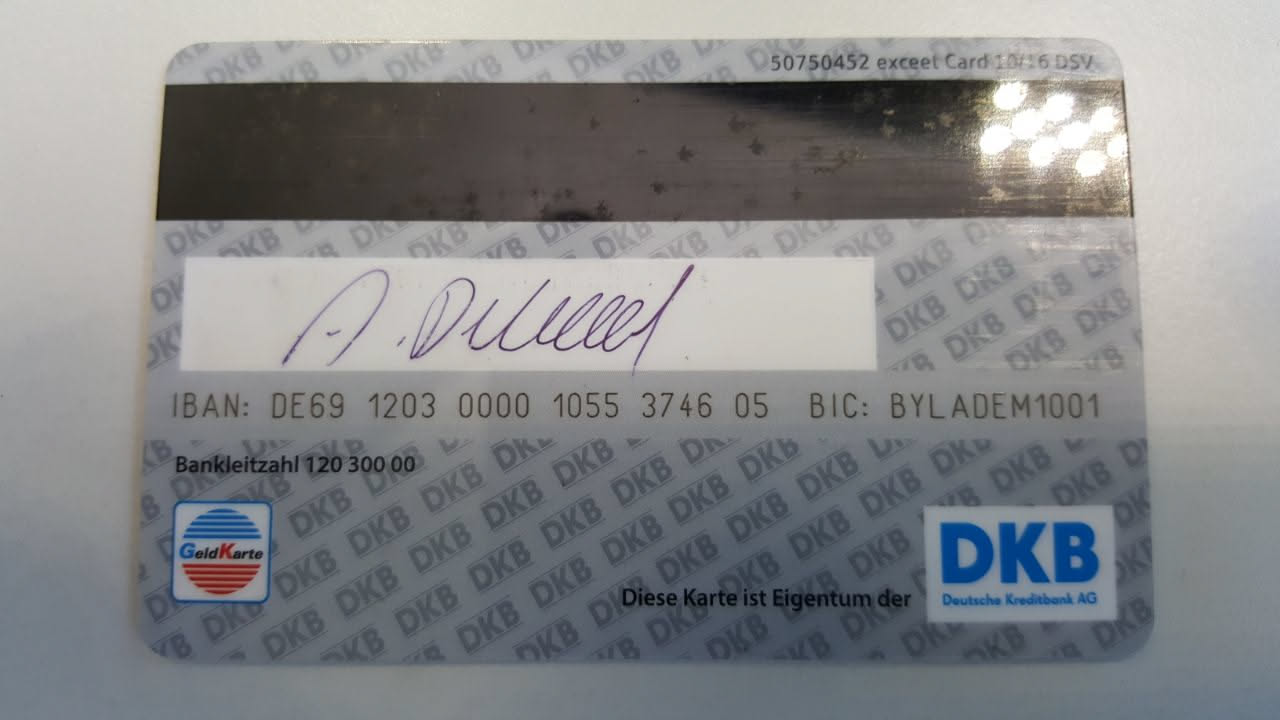 50750452 exceet Card 10/16 DSV
IBAN: DE69 1203 0000 1055 3746 05 BIC: BYLADEM1001
Bankleitzahl 120 300 00
GeldKarte
Diese Karte ist Eigentum der
DKB
Deutsche Kreditbank AG